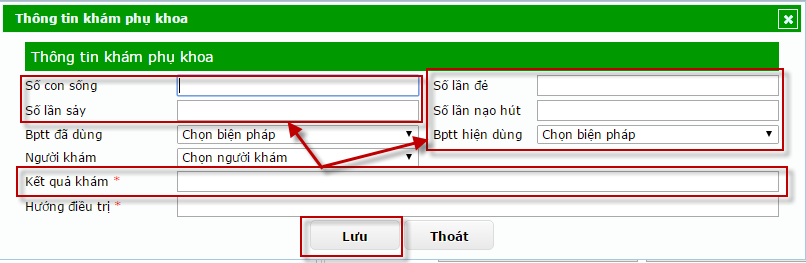 Thông tin khám phụ khoa
Thông tin khám phụ khoa
Số con sống Số lần đẻ
Số lần sảy Số lần nạo hút
Bptt đã dùng Chọn biện pháp Bptt hiện dùng Chọn biện pháp
Người khám Chọn người khám
Kết quả khám *
Hướng điều trị *
Lưu Thoát